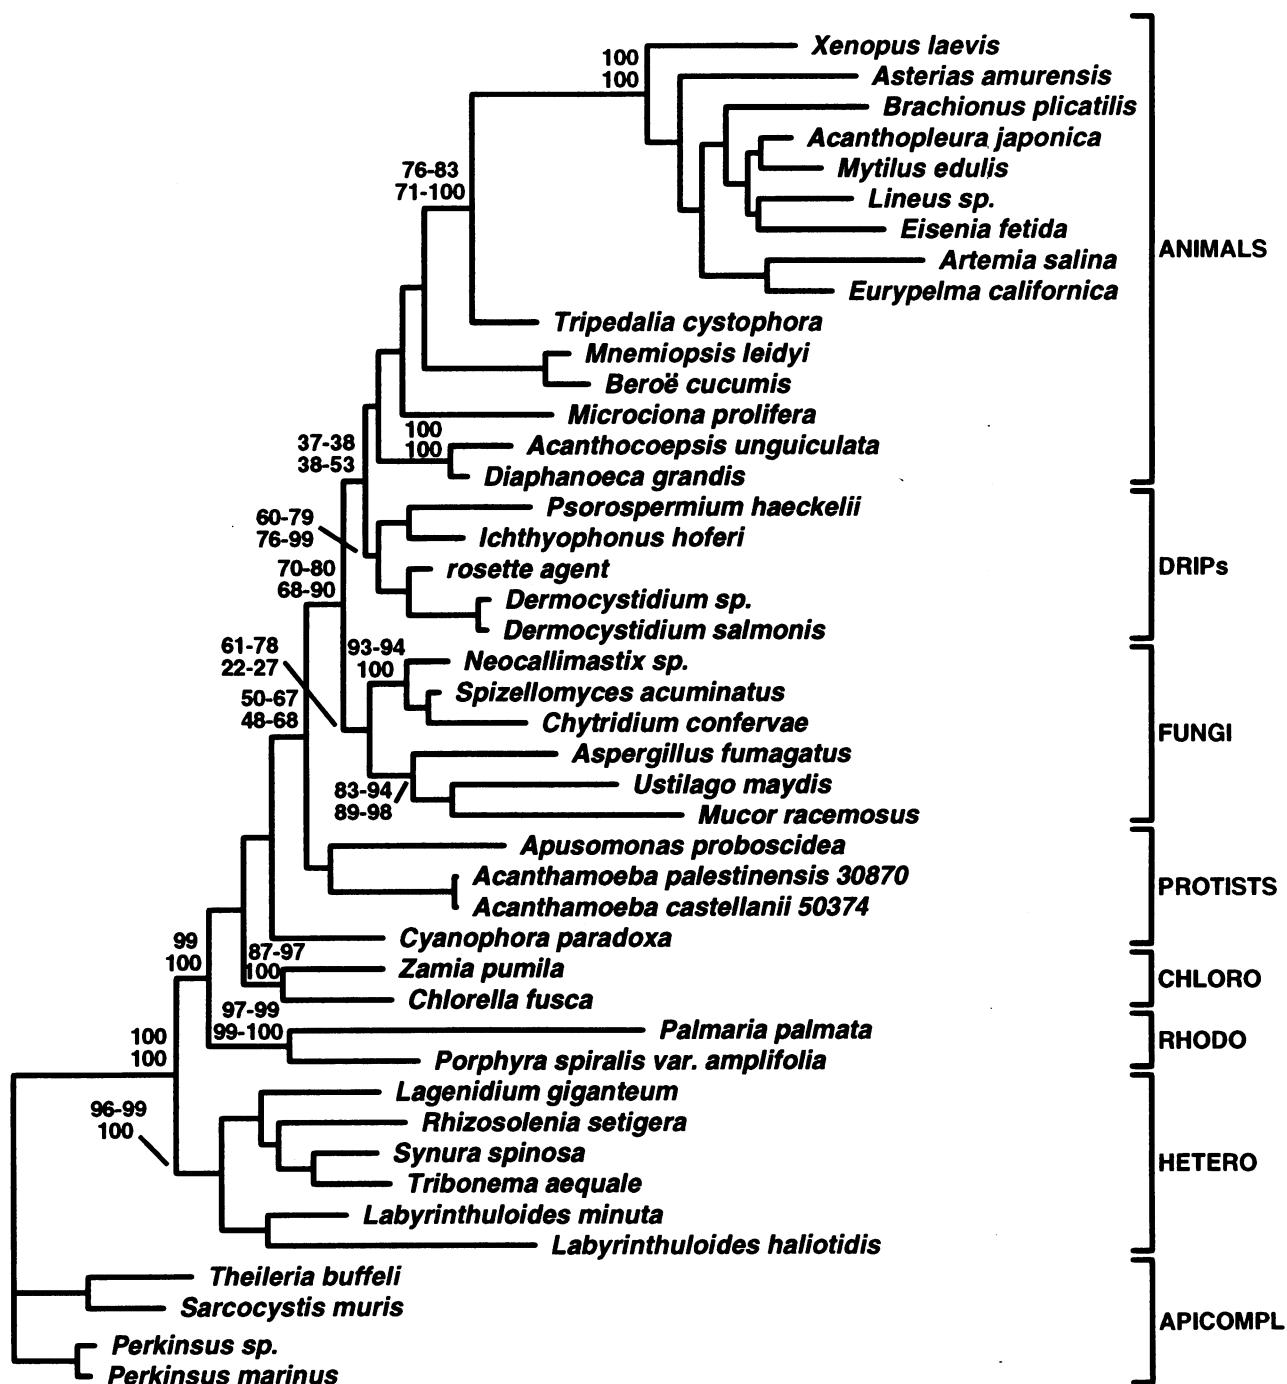 Xenopus laevis
100
100
Asterias amurensis
Brachionus plicatilis
Acanthopleura japonica
Mytilus edulis
76-83
71-100
Lineus sp.
Eisenia fetida
ANIMALS
Artemia salina
Eurypelma californica
Tripedalia cystophora
Mnemiopsis leidyi
Beroë cucumis
Microciona prolifera
100
100
Acanthocoepsis unguiculata
37-38
38-53
Diaphanoeca grandis
Psorospermium haeckelii
60-79
76-99
Ichthyophonus hoferi
rosette agent
DRIPs
70-80
68-90
Dermocystidium sp.
Dermocystidium salmonis
61-78
22-27
93-94
100
Neocallimastix sp.
Spizellomyces acuminatus
50-67
48-68
Chytridium confervae
FUNGI
Aspergillus fumagatus
83-94
89-98
Ustilago maydis
Mucor racemosus
Apusomonas proboscidea
Acanthamoeba palestinensis 30870
PROTISTS
Acanthamoeba castellanii 50374
Cyanophora paradoxa
99
100
87-97
100
Zamia pumila
CHLORO
Chlorella fusca
97-99
99-100
Palmaria palmata
RHODO
100
100
Porphyra spiralis var. amplifolia
Lagenidium giganteum
96-99
100
Rhizosolenia setigera
Synura spinosa
HETERO
Tribonema aequale
Labyrinthuloides minuta
Labyrinthuloides haliotidis
Theileria buffeli
Sarcocystis muris
APICOMPL
Perkinsus sp.
Perkinsus marinus